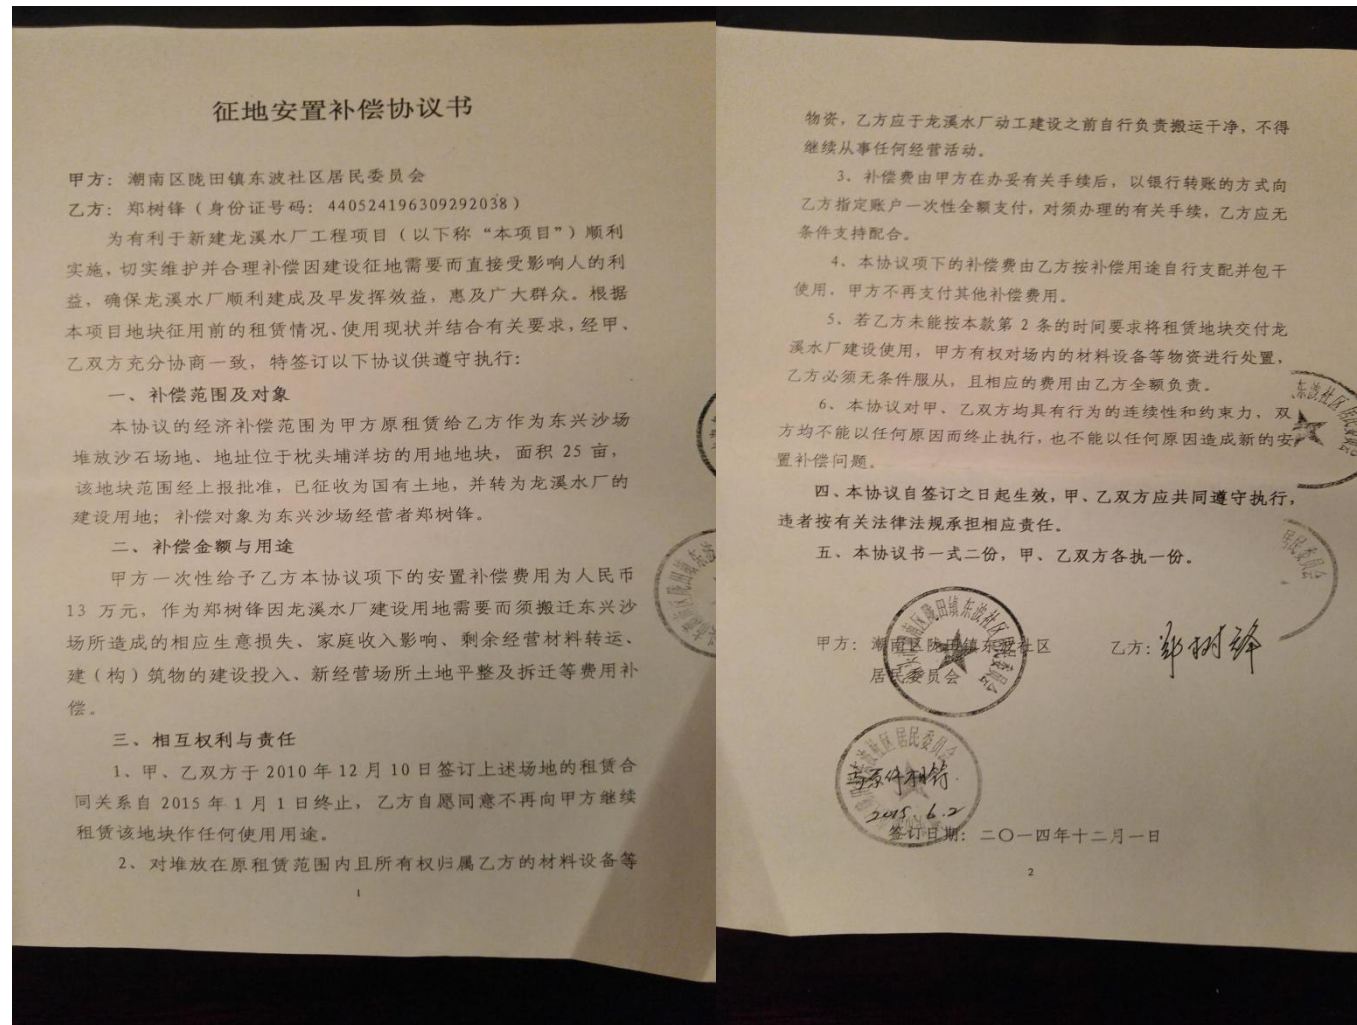 征地安置补偿协议书
甲方：潮南区陇田镇东波社区居民委员会
乙方：郑树锋（身份证号码：440524196309292038）
为有利于新建龙溪水厂工程项目（以下称“本项目”）顺利
实施，切实维护并合理补偿因建设征地需要而直接受影响人的利
益，确保龙溪水厂顺利建成及早发挥效益，惠及广大群众。根据
本项目地块征用前的租赁情况、使用现状并结合有关要求，经甲、
乙双方充分协商一致，特签订以下协议供遵守执行：
一、补偿范围及对象
本协议的经济补偿范围为甲方原租赁给乙方作为东兴沙场
堆放沙石场地、地址位于枕头埔洋坊的用地地块，面积 25 亩，
该地块范围经上报批准，已征收为国有土地，并转为龙溪水厂的
建设用地；补偿对象为东兴沙场经营者郑树锋。
二、补偿金额与用途
甲方一次性给予乙方本协议项下的安置补偿费用为人民币
13 万元，作为郑树锋因龙溪水厂建设用地需要而须搬迁东兴沙
场所造成的相应生意损失、家庭收入影响、剩余经营材料转运、
建（构）筑物的建设投入、新经营场所土地平整及拆迁等费用补
偿。
三、相互权利与责任
1、甲、乙双方于 2010 年 12 月 10 日签订上述场地的租赁合
同关系自 2015 年 1 月 1 日终止，乙方自愿同意不再向甲方继续
租赁该地块作任何使用用途。
2、对堆放在原租赁范围内且所有权归属乙方的材料设备等
1
物资，乙方应于龙溪水厂动工建设之前自行负责搬运干净，不得
继续从事任何经营活动。
3、补偿费由甲方在办妥有关手续后，以银行转账的方式向
乙方指定账户一次性全额支付，对须办理的有关手续，乙方应无
条件支持配合。
4、本协议项下的补偿费由乙方按补偿用途自行支配并包干
使用，甲方不再支付其他补偿费用。
5、若乙方未能按本款第 2 条的时间要求将租赁地块交付龙
溪水厂建设使用，甲方有权对场内的材料设备等物资进行处置，
乙方必须无条件服从，且相应的费用由乙方全额负责。
6、本协议对甲、乙双方均具有行为的连续性和约束力，双
方均不能以任何原因而终止执行，也不能以任何原因造成新的安
置补偿问题。
四、本协议自签订之日起生效，甲、乙双方应共同遵守执行，
违者按有关法律法规承担相应责任。
五、本协议书一式二份，甲、乙双方各执一份。
甲方：潮南区陇田镇东波社区
居民委员会
乙方：郑树锋
与原件相符.
2015.6.2
签订日期：二〇一四年十二月一日
2